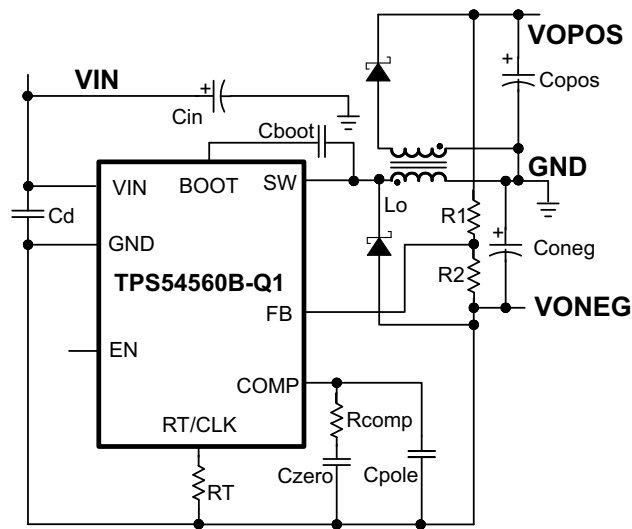 VOPOS
VIN
+
Copos
+
Cin
Cboot
GND
VIN
BOOT
SW
Cd
Lo
R1
+
GND
Coneg
TPS54560B-Q1
R2
FB
VONEG
EN
COMP
RT/CLK
Rcomp
RT
Czero
Cpole